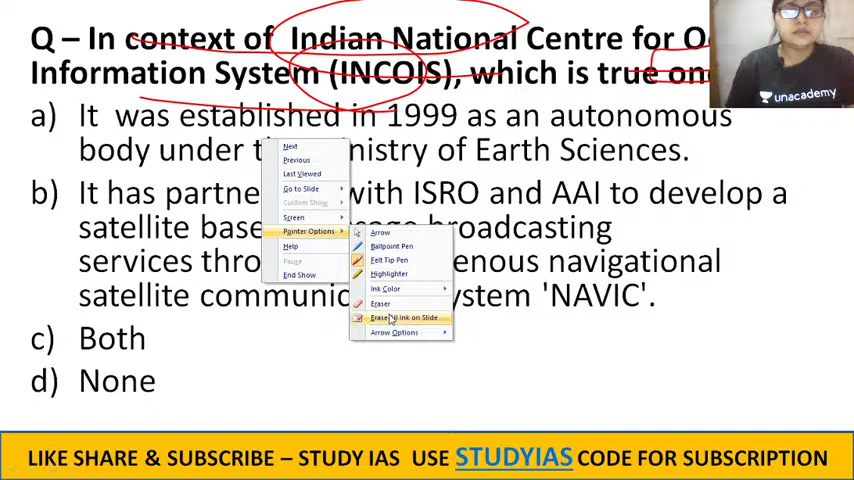 Q – In context of Indian National Centre for
Information System (INCOIS), which is true
a) It was established in 1999 as an autonomous
body under nistry of Earth Sciences.
b) It has partne with ISRO and AAI to develop a
satellite base broadcasting
services thro enous navigational
satellite communic ystem 'NAVIC'.
c) Both
d) None
Next
Previous
Last Viewed
Go to Slide
Custom Show
Screen
Pointer Options
Help
Pause
End Show
Arrow
Ballpoint Pen
Felt Tip Pen
Highlighter
Ink Color
Eraser
Erase All Ink on Slide
Arrow Options
unacademy
LIKE SHARE & SUBSCRIBE – STUDY IAS USE STUDYIAS CODE FOR SUBSCRIPTION